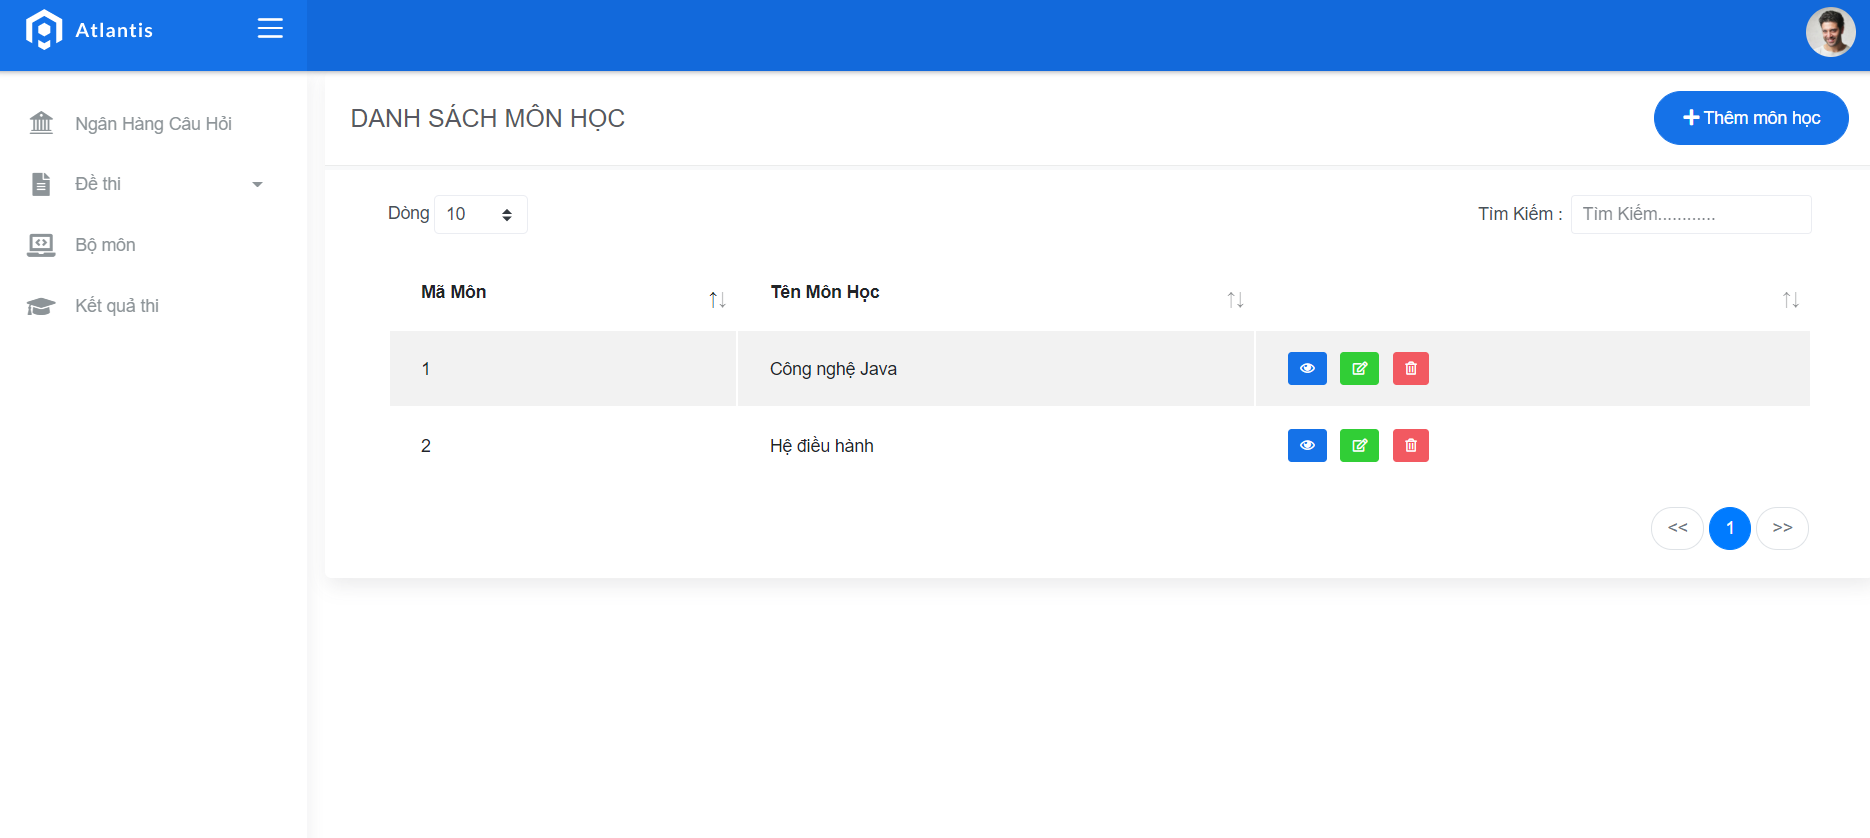 Atlantis
Ngân Hàng Câu Hỏi
Đề thi
Bộ môn
Kết quả thi
DANH SÁCH MÔN HỌC
Thêm môn học
Dòng 10
Tìm Kiếm : Tìm Kiếm............
Mã Môn Tên Môn Học
1 Công nghệ Java
2 Hệ điều hành
<< 1 >>